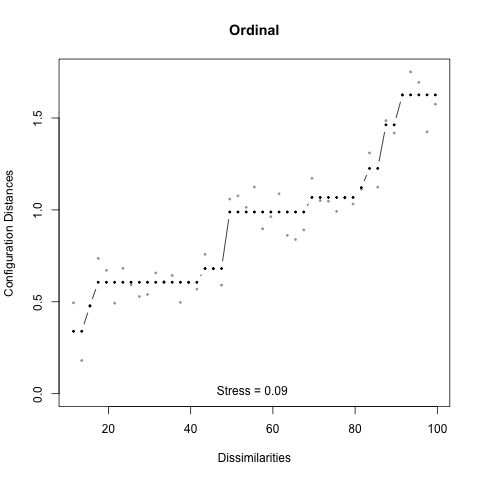 Ordinal
Configuration Distances
1.5
1.0
0.5
0.0
Stress = 0.09
20 40 60 80 100
Dissimilarities